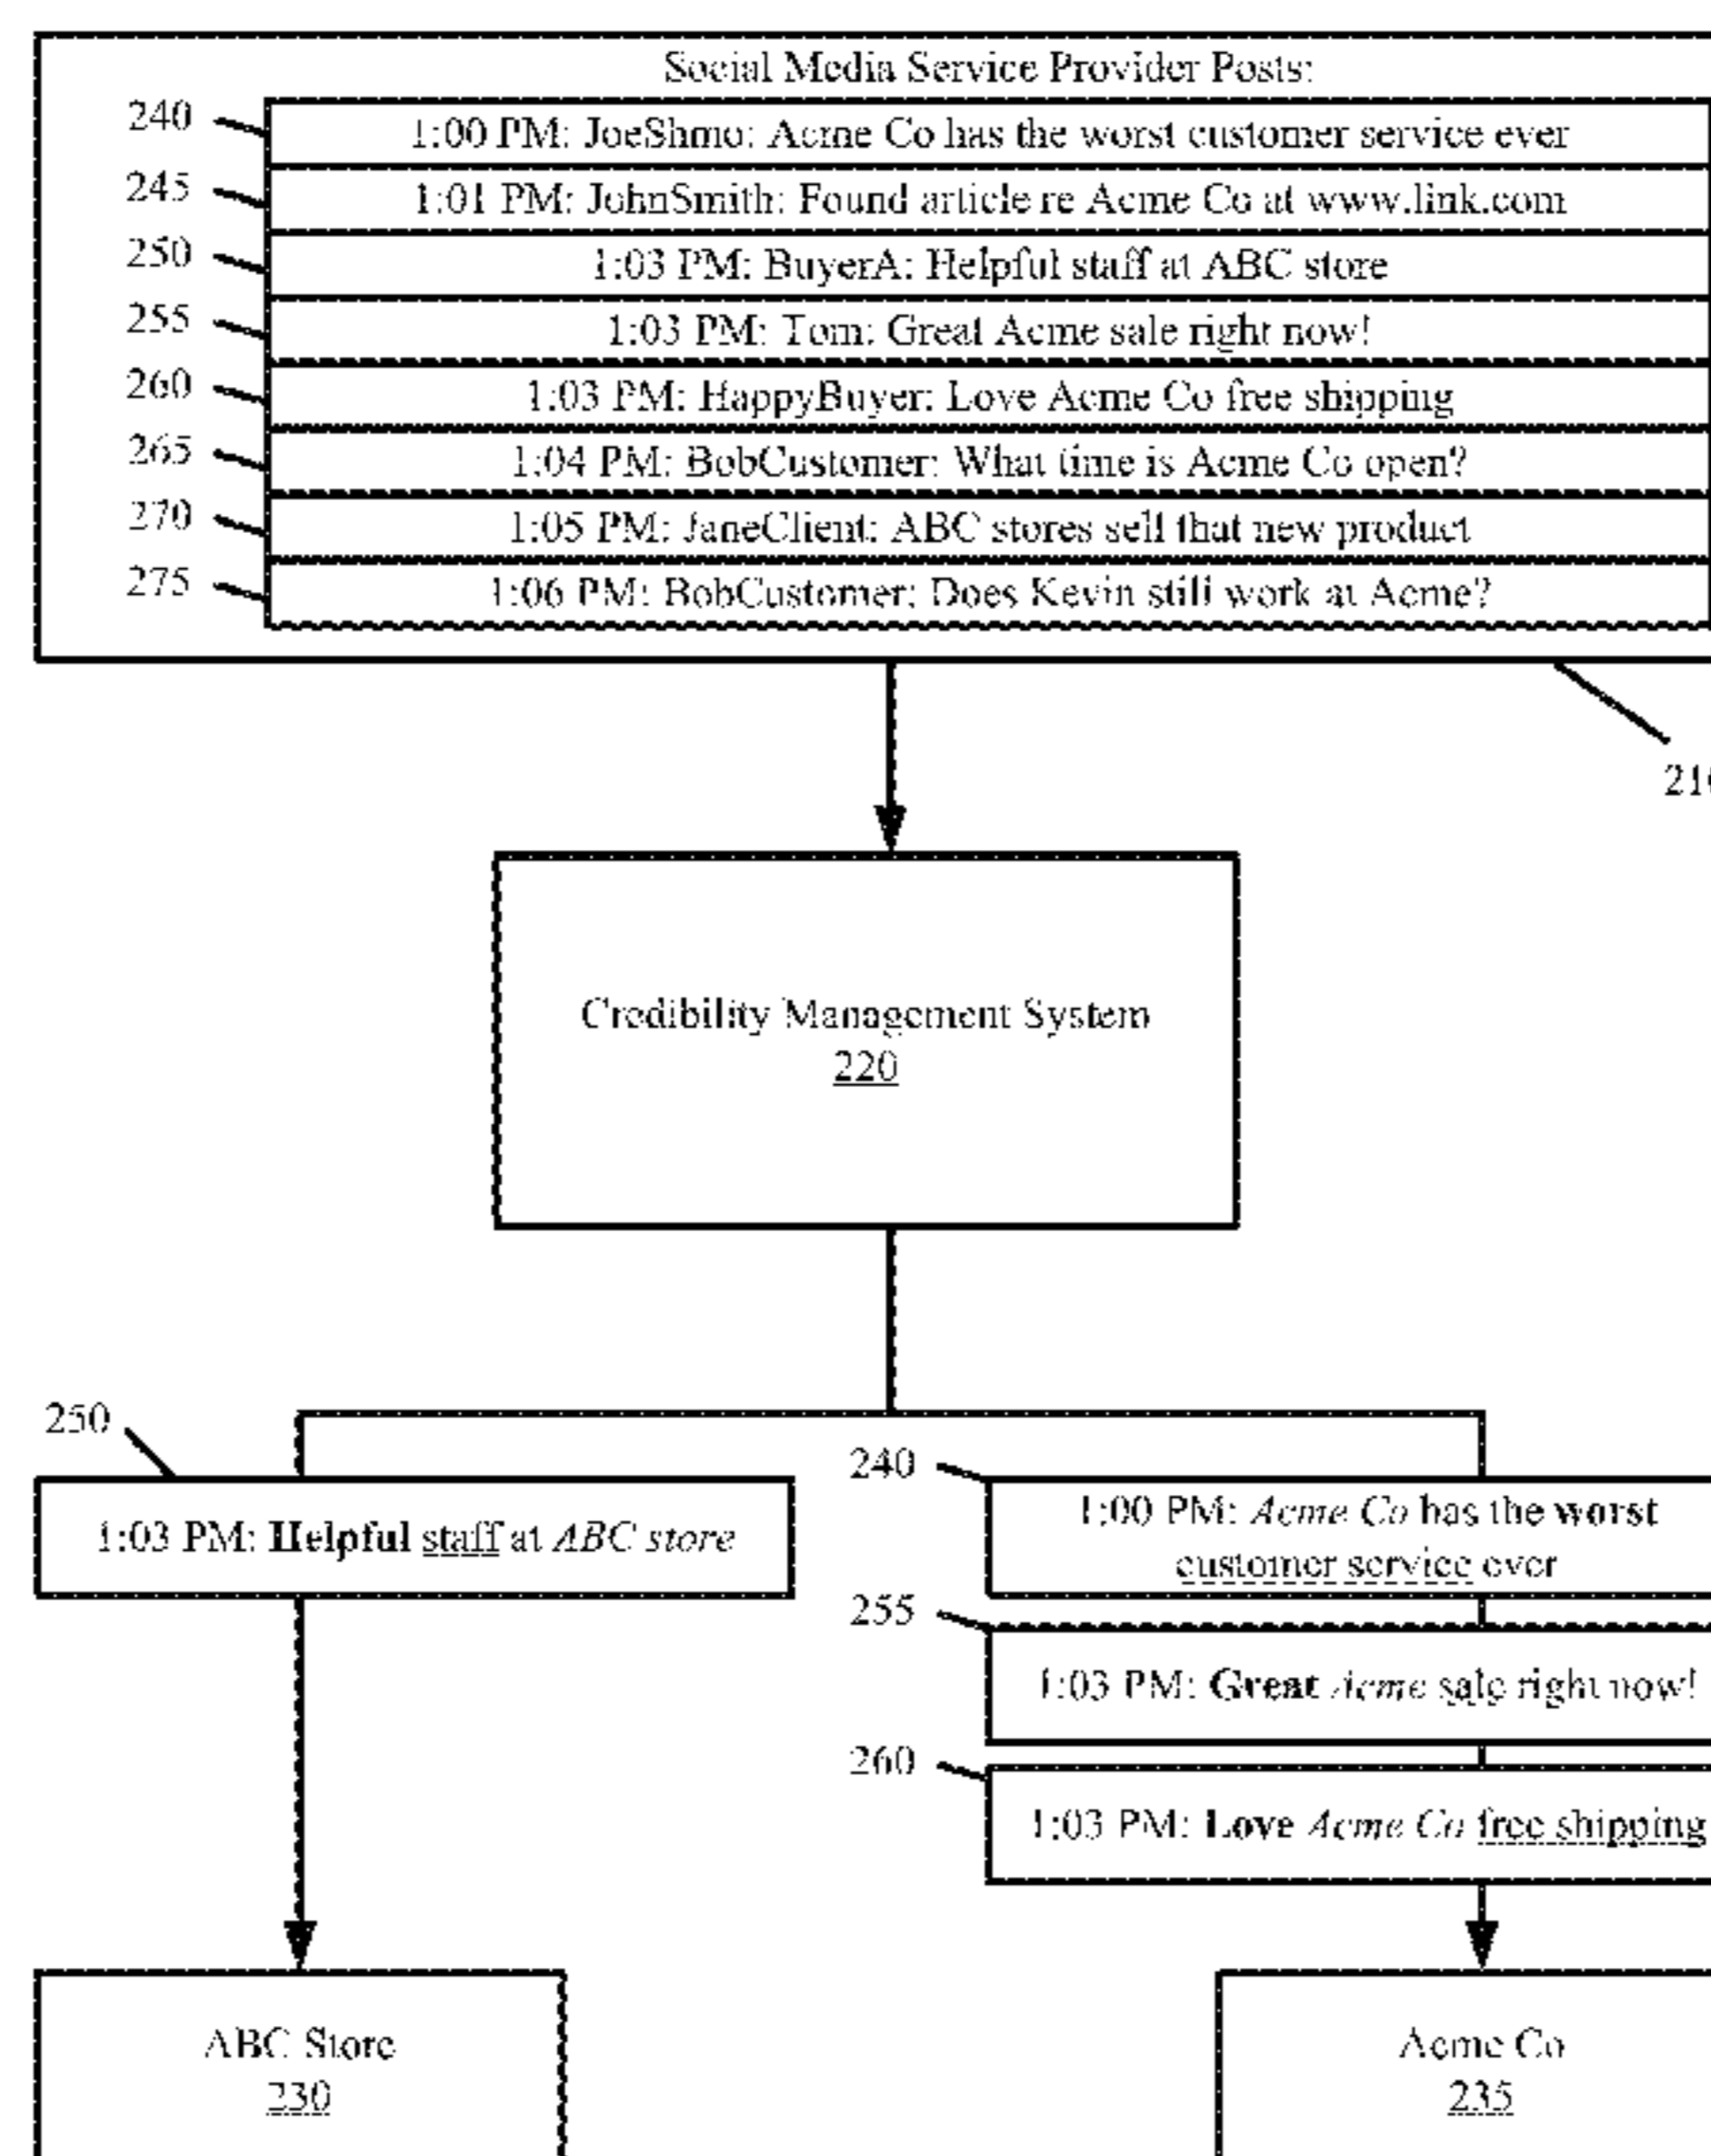 Social Media Service Provider Posts:
240
1:00 PM: JoeShmo: Acme Co has the worst customer service ever
245
1:01 PM: JohnSmith: Found article re Acme Co at www.link.com
250
1:03 PM: BuyerA: Helpful staff at ABC store
255
1:03 PM: Tom: Great Acme sale right now!
260
1:03 PM: HappyBuyer: Love Acme Co free shipping
265
1:04 PM: BobCustomer: What time is Acme Co open?
270
1:05 PM: JaneClient: ABC stores sell that new product
275
1:06 PM: BobCustomer: Does Kevin still work at Acme?
Credibility Management System
220
250
1:03 PM: Helpful staff at ABC store
240
1:00 PM: Acme Co has the worst
customer service ever
255
1:03 PM: Great Acme sale right now!
260
1:03 PM: Love Acme Co free shipping
ABC Store
230
Acme Co
235